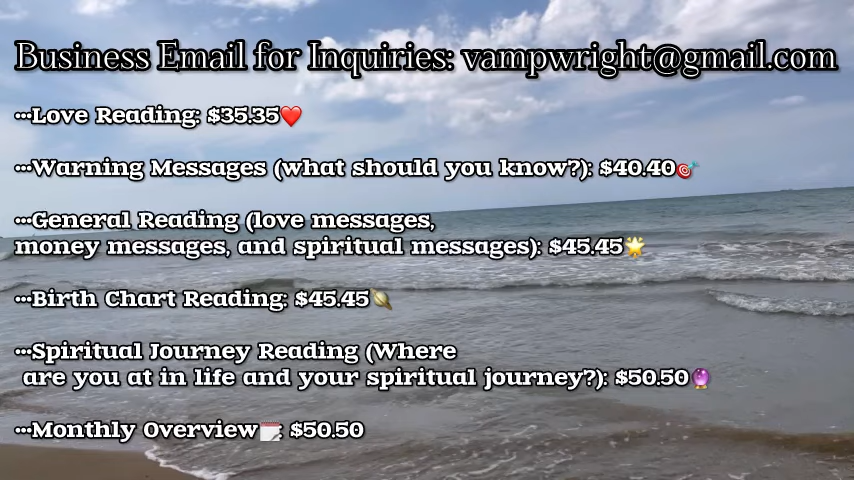 Business Email for Inquiries: vampwright@gmail.com
•••Love Reading: $35.35❤️
•••Warning Messages (what should you know?): $40.40🎯
•••General Reading (love messages,
money messages, and spiritual messages): $45.45🌟
•••Birth Chart Reading: $45.45🪐
•••Spiritual Journey Reading (Where
are you at in life and your spiritual journey?): $50.50🔮
•••Monthly Overview🗓️: $50.50